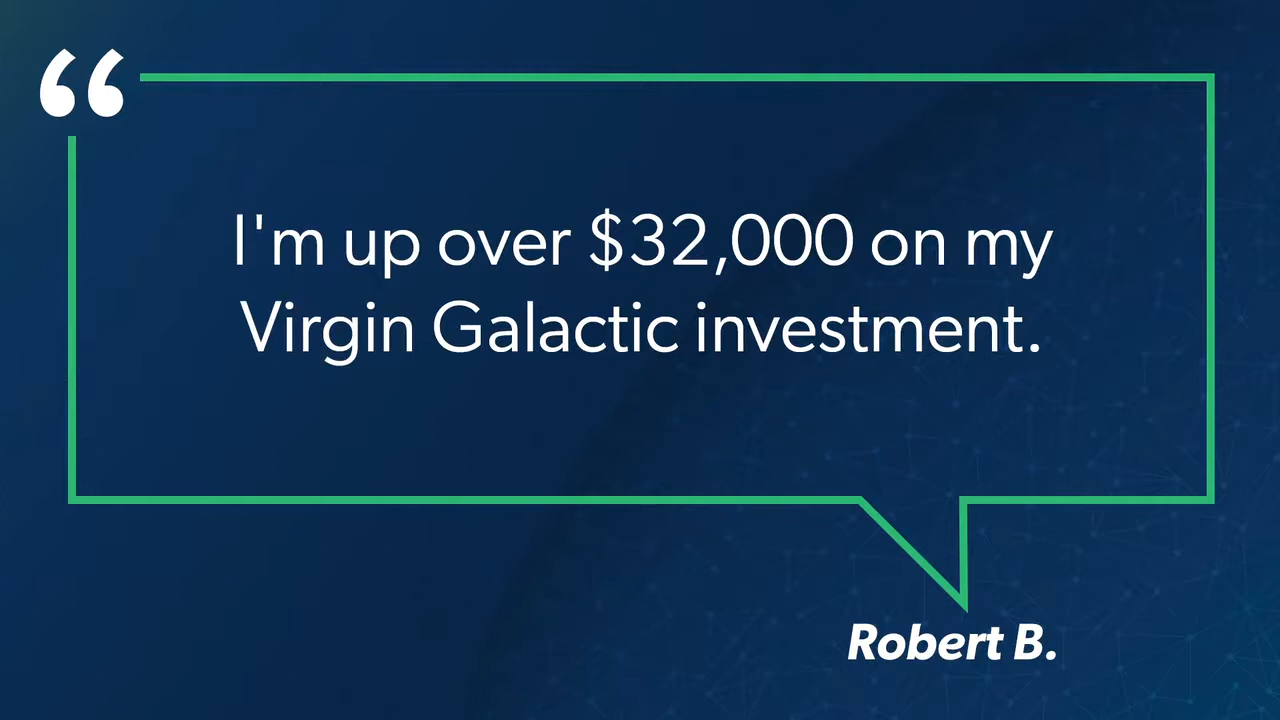 “
I'm up over $32,000 on my
Virgin Galactic investment.
Robert B.